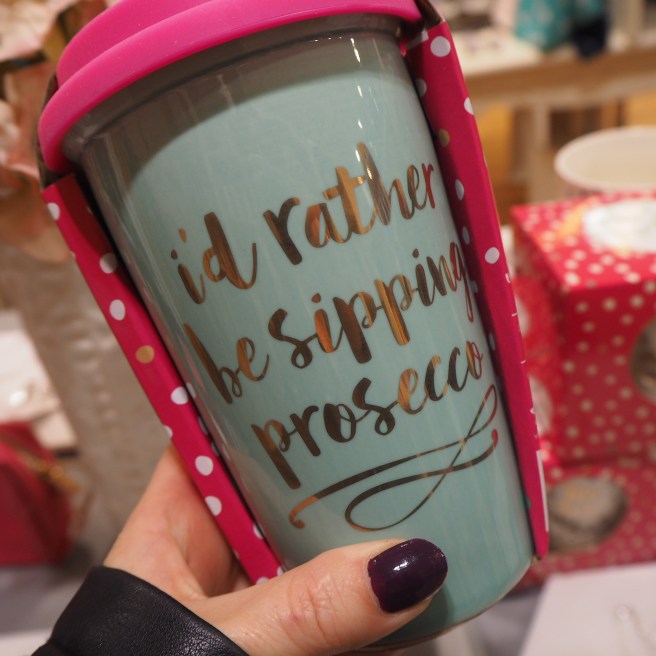 i'd rather
be sipping
prosecco